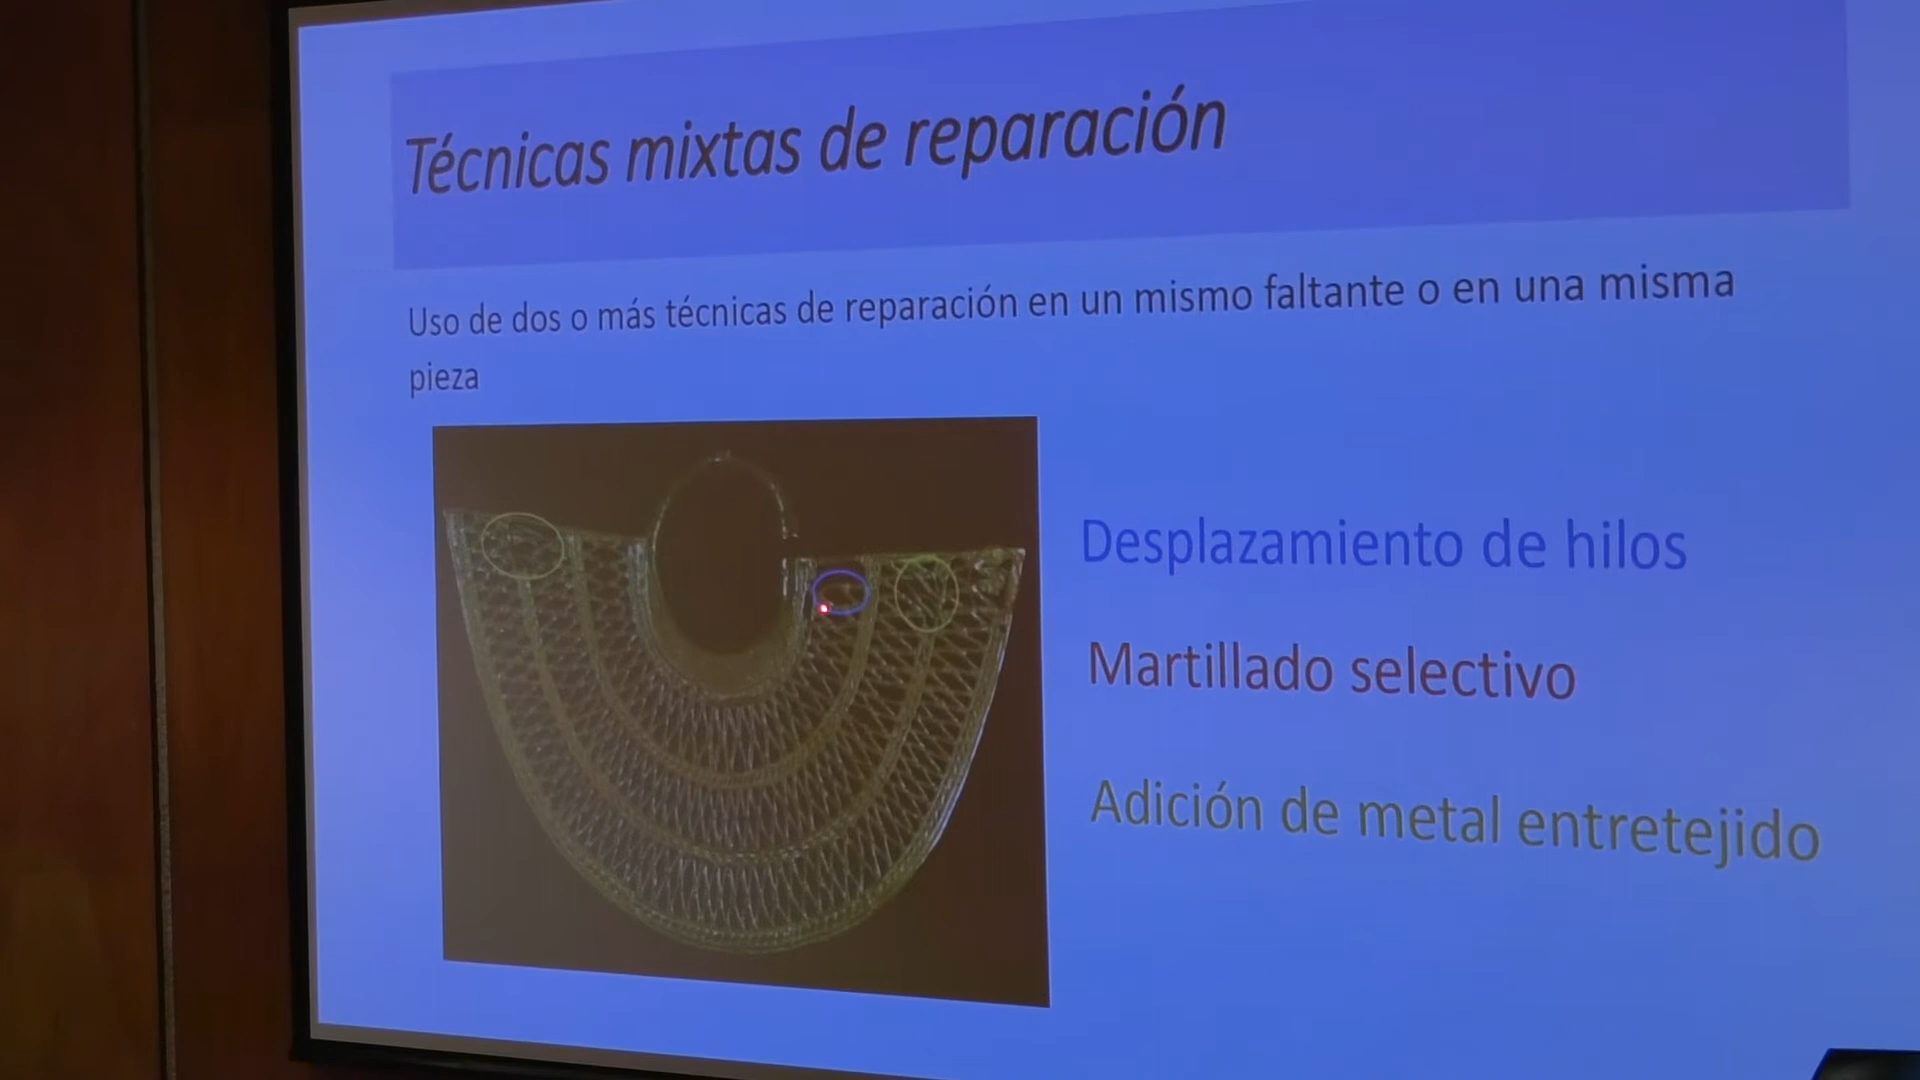 Técnicas mixtas de reparación
Uso de dos o más técnicas de reparación en un mismo faltante o en una misma
pieza
Desplazamiento de hilos
Martillado selectivo
Adición de metal entretejido